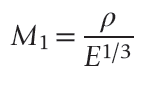 M₁ = ρ / E^{1/3}